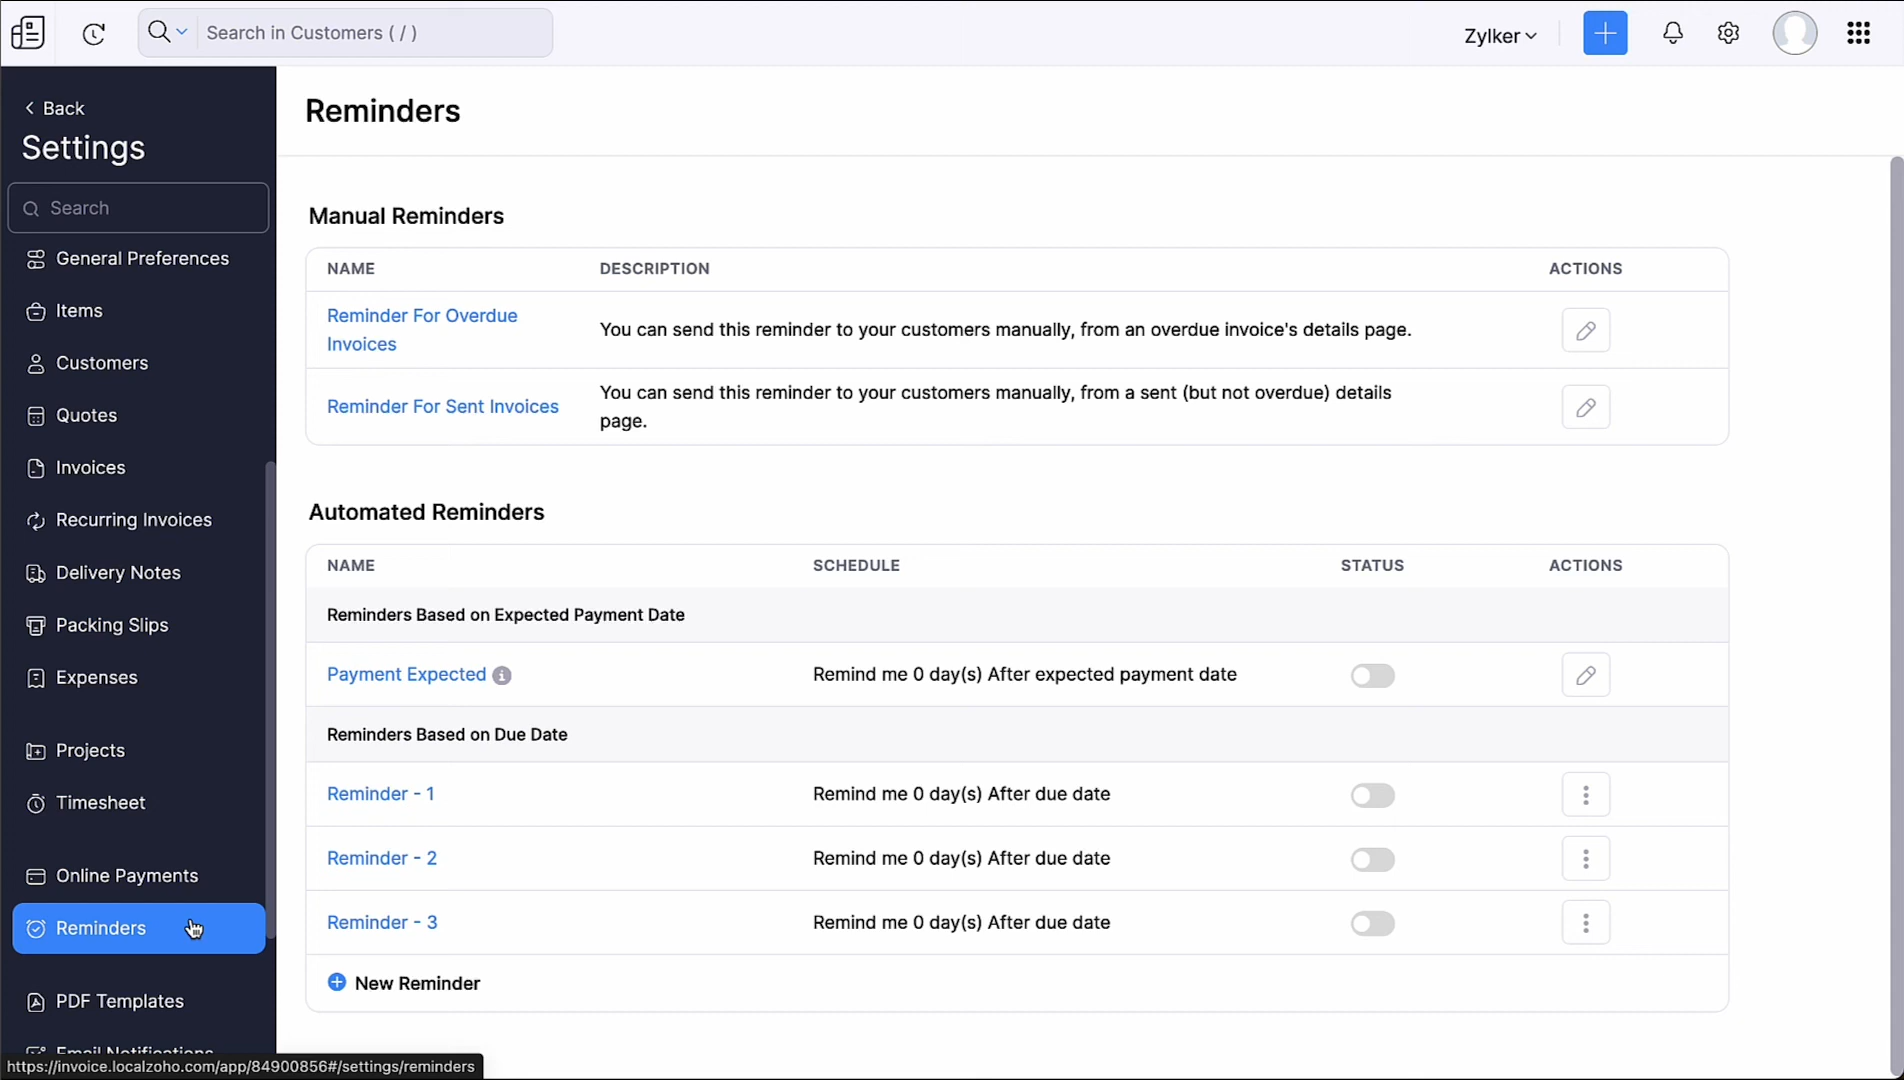 Search in Customers ( / )
Zylker
Back
Settings
Search
General Preferences
Items
Customers
Quotes
Invoices
Recurring Invoices
Delivery Notes
Packing Slips
Expenses
Projects
Timesheet
Online Payments
Reminders
PDF Templates
Email Notifications
https://invoice.localzoho.com/app/84900856#/settings/reminders
Reminders
Manual Reminders
NAME DESCRIPTION ACTIONS
Reminder For Overdue
Invoices
You can send this reminder to your customers manually, from an overdue invoice's details page.
Reminder For Sent Invoices
You can send this reminder to your customers manually, from a sent (but not overdue) details
page.
Automated Reminders
NAME SCHEDULE STATUS ACTIONS
Reminders Based on Expected Payment Date
Payment Expected Remind me 0 day(s) After expected payment date
Reminders Based on Due Date
Reminder - 1 Remind me 0 day(s) After due date
Reminder - 2 Remind me 0 day(s) After due date
Reminder - 3 Remind me 0 day(s) After due date
New Reminder